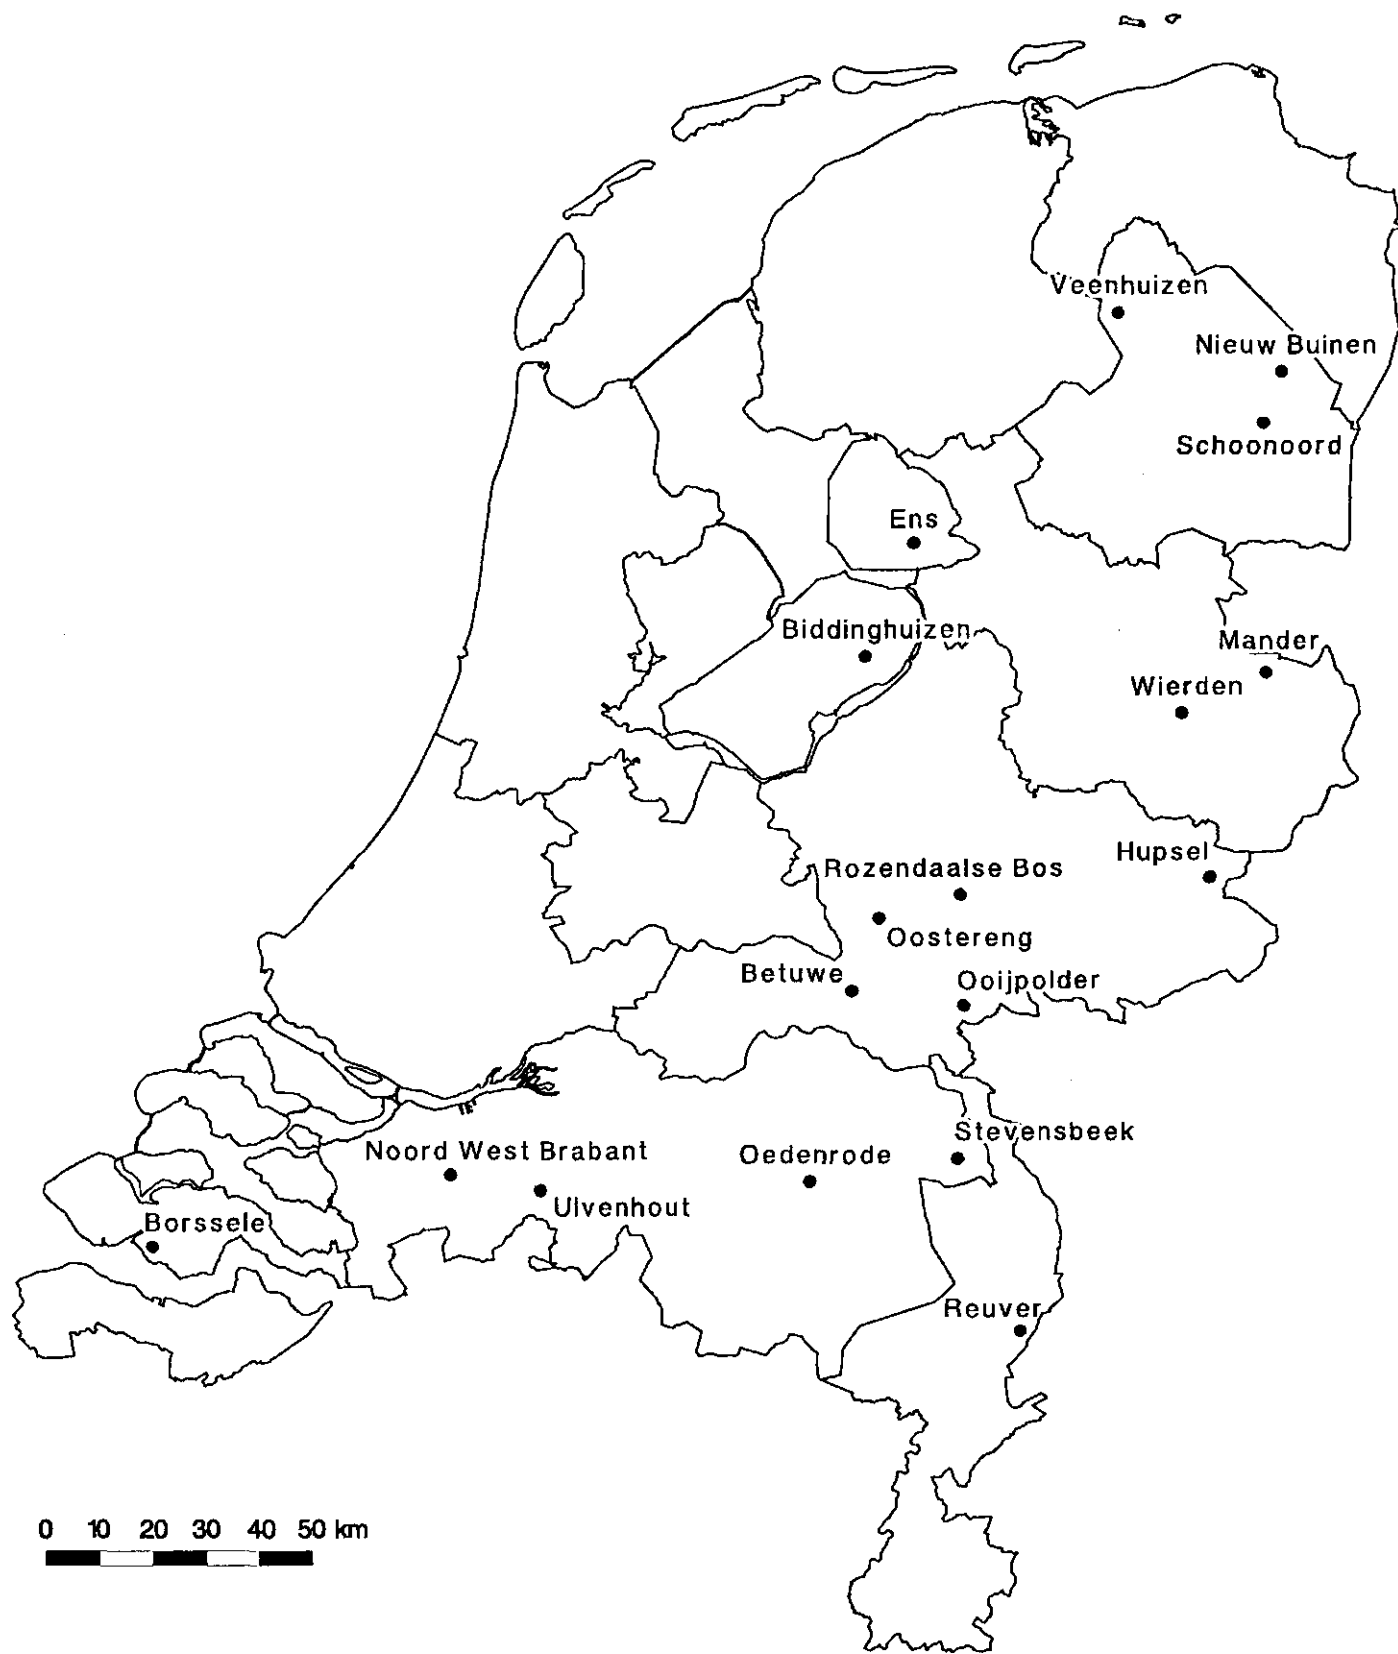 Veenhuizen
Nieuw Buinen
Schoonoord
Ens
Biddinghuizen
Mander
Wierden
Hupsel
Rozendaalse Bos
Oostereng
Betuwe
Ooijpolder
Stevensbeek
Noord West Brabant
Oedenrode
Ulvenhout
Borssele
Reuver
0 10 20 30 40 50 km